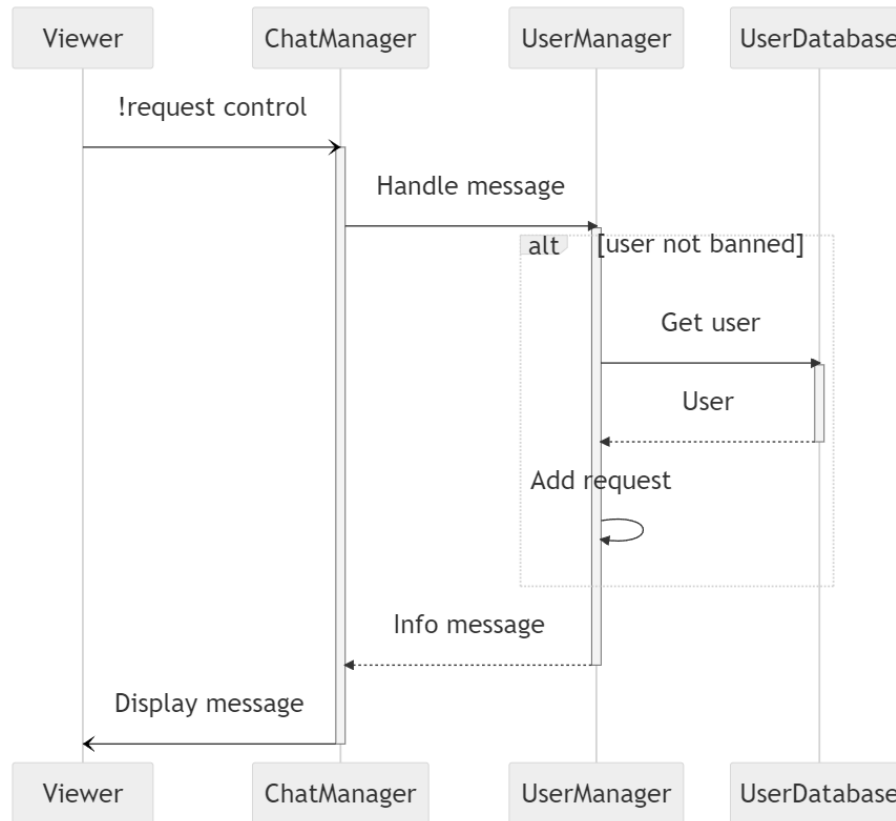 Viewer
ChatManager
UserManager
UserDatabase
!request control
Handle message
alt
[user not banned]
Get user
User
Add request
Info message
Display message
Viewer
ChatManager
UserManager
UserDatabase